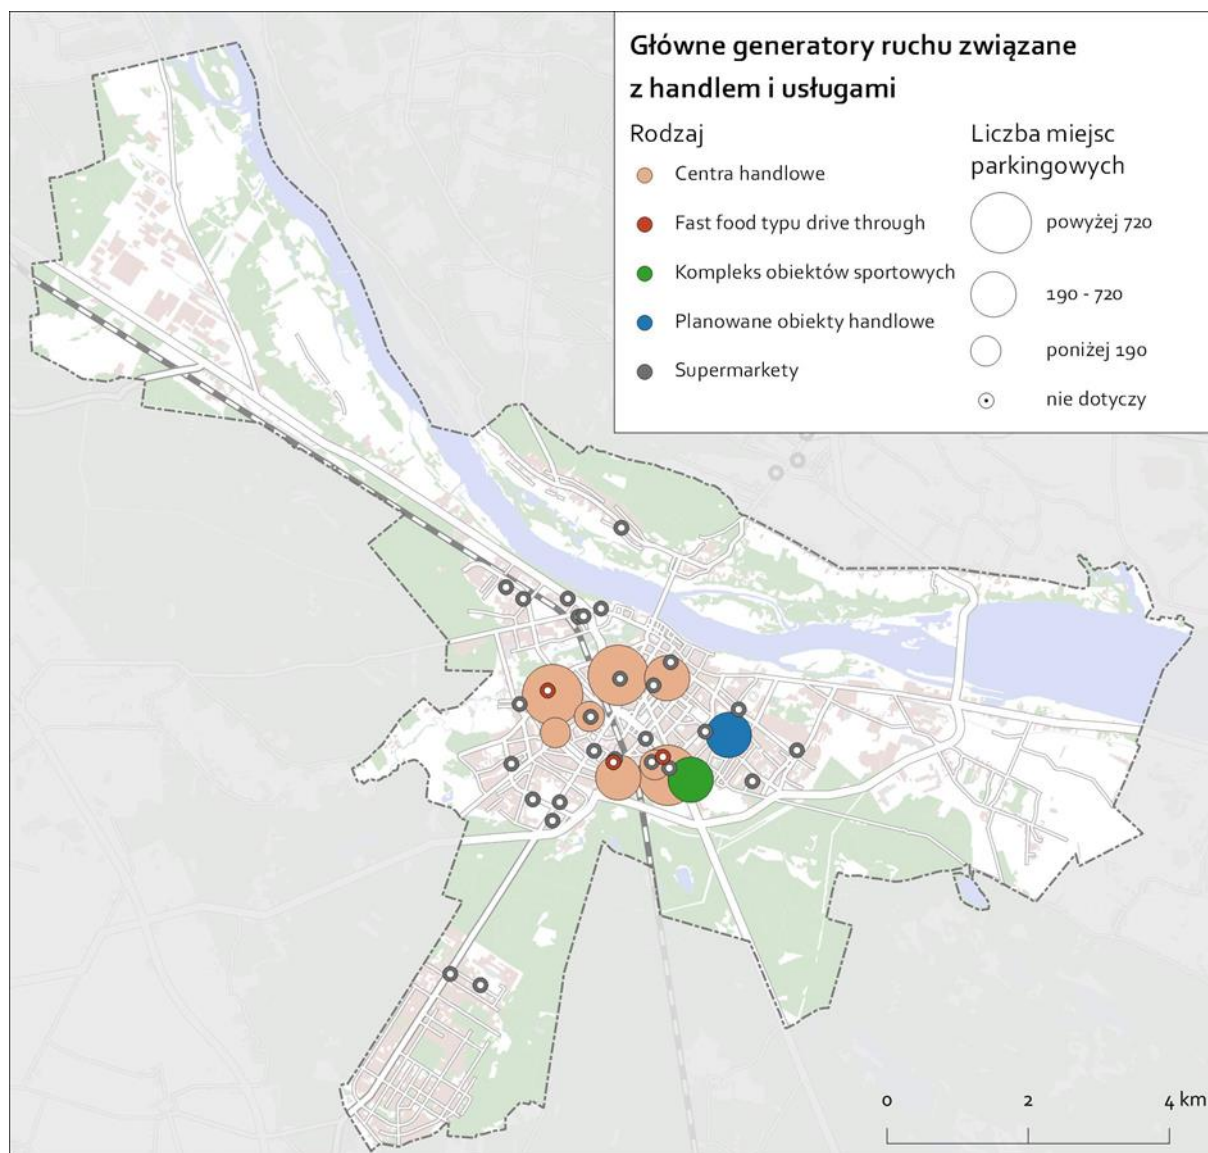 Główne generatory ruchu związane
z handlem i usługami
Rodzaj
Centra handlowe
Fast food typu drive through
Kompleks obiektów sportowych
Planowane obiekty handlowe
Supermarkety
Liczba miejsc
parkingowych
powyżej 720
190 - 720
poniżej 190
nie dotyczy
0 2 4 km